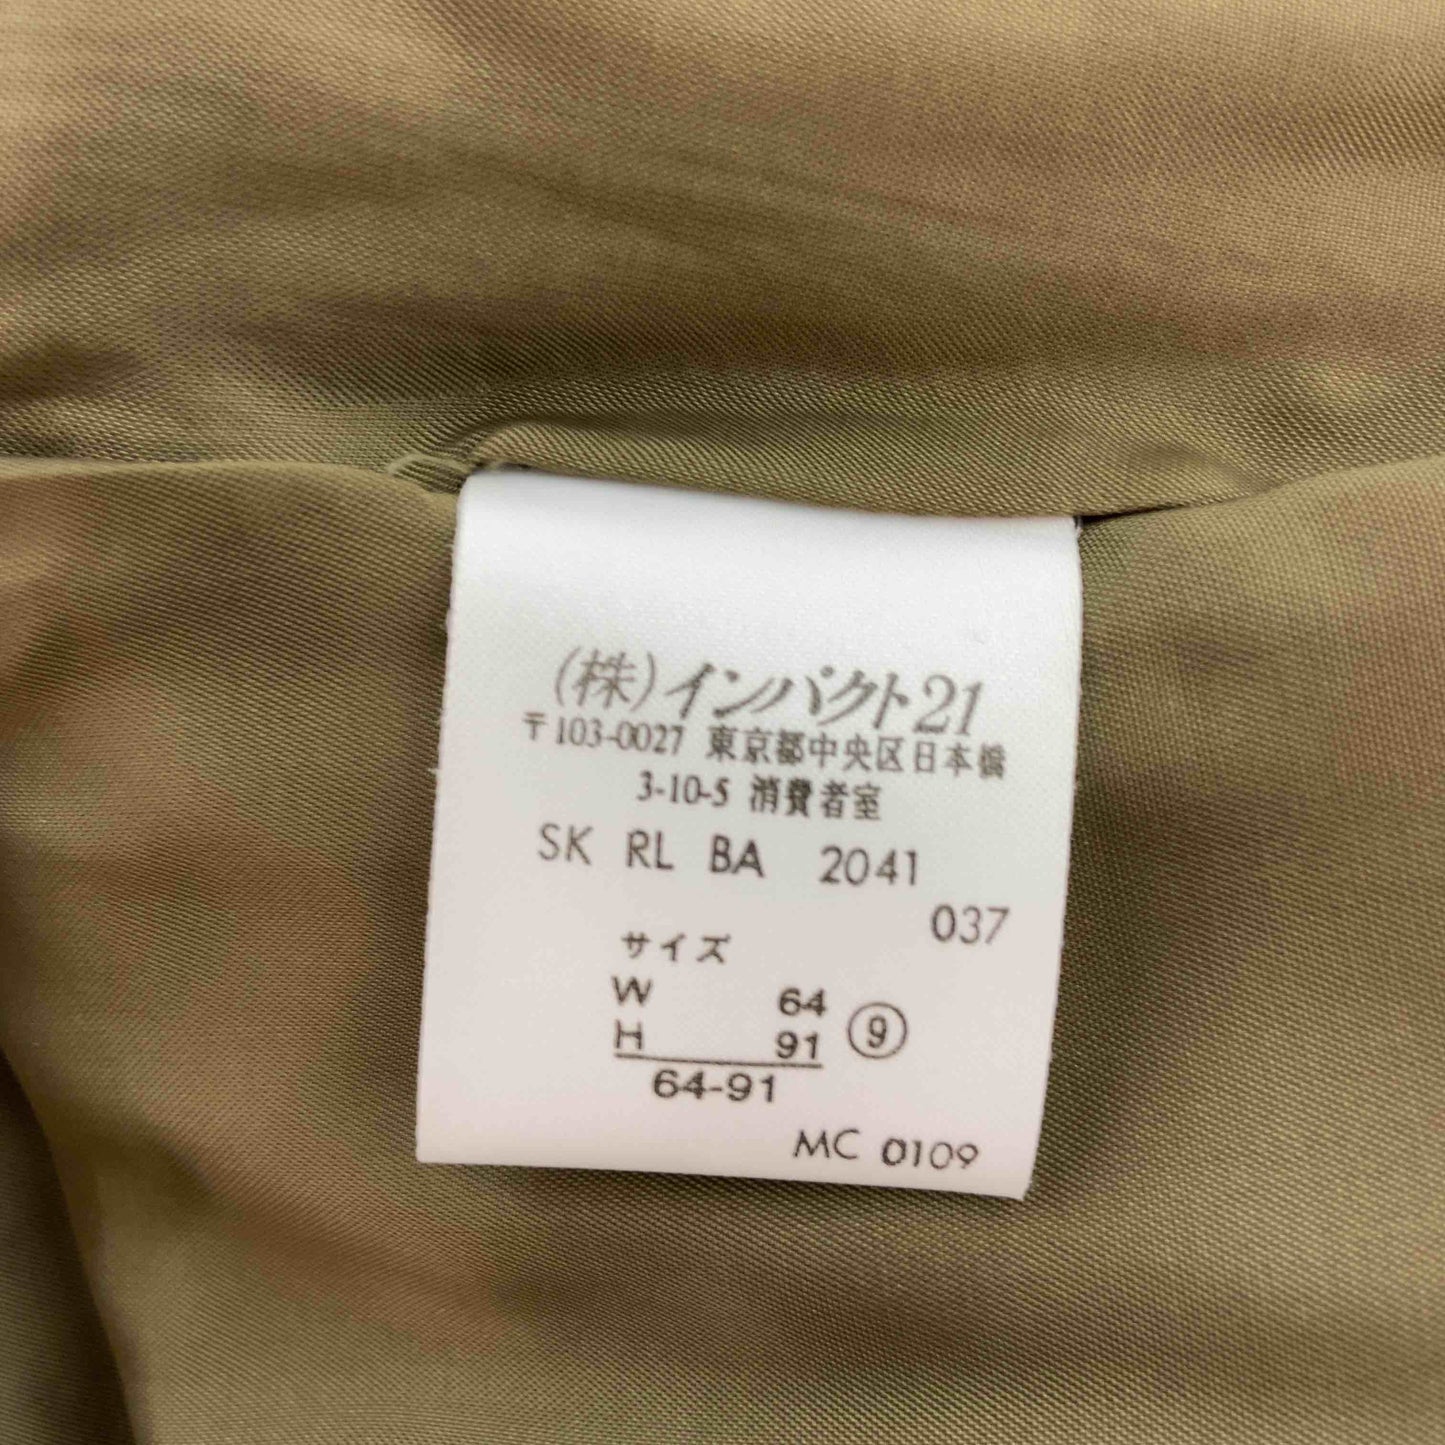 (株)インパクト21
〒103-0027 東京都中央区日本橋
3-10-5 消費者室
SK RL BA 2041
037
サイズ
W 64
H 91 ⑨
64-91
MC 0109